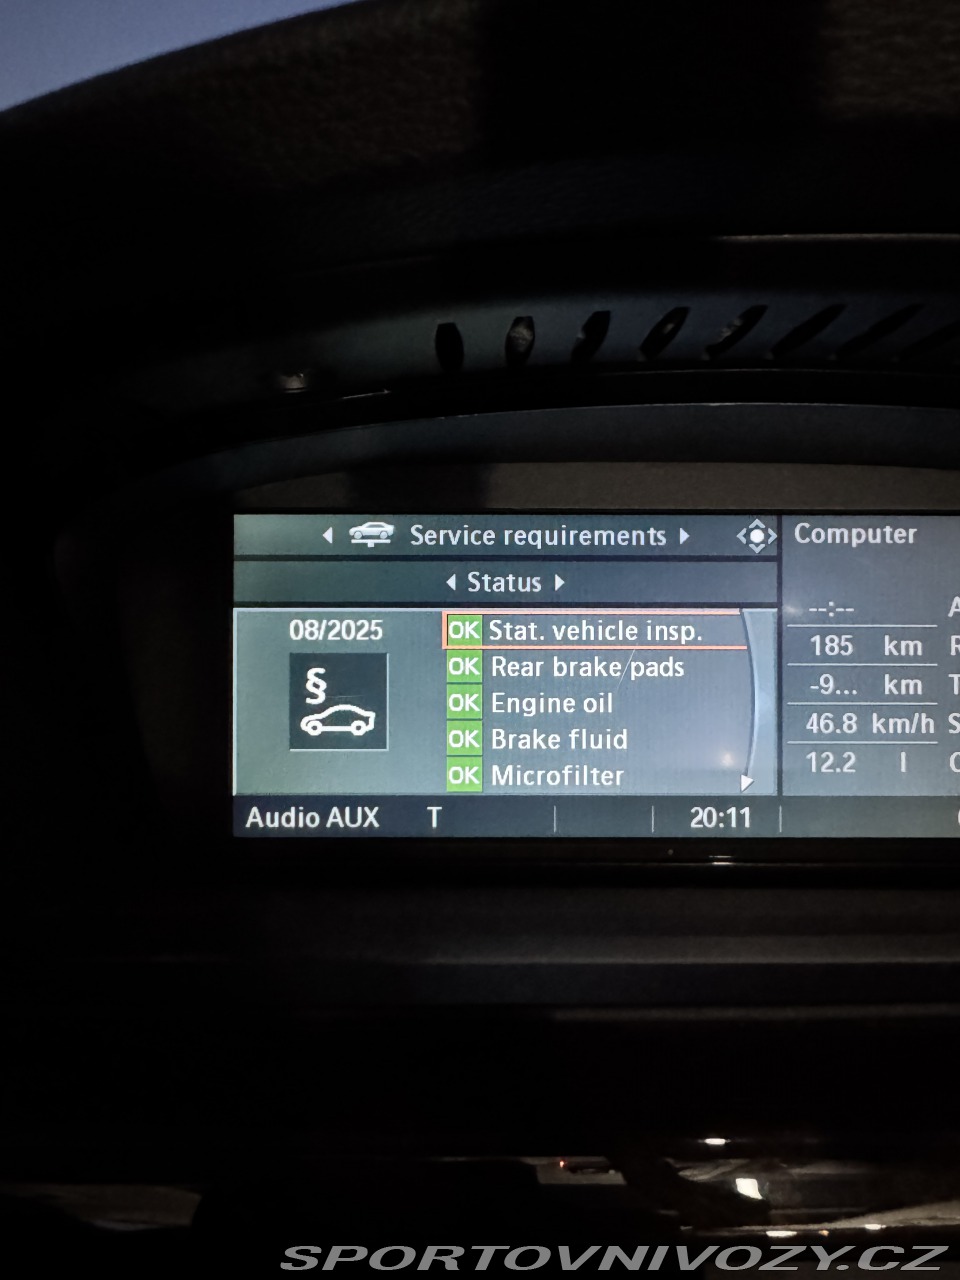 Service requirements
Status
08/2025
§
OK Stat. vehicle insp.
OK Rear brake pads
OK Engine oil
OK Brake fluid
OK Microfilter
Computer
--:--
185 km
-9... km
46.8 km/h
12.2 l
Audio AUX T 20:11
SPORTOVNIVOZY.CZ